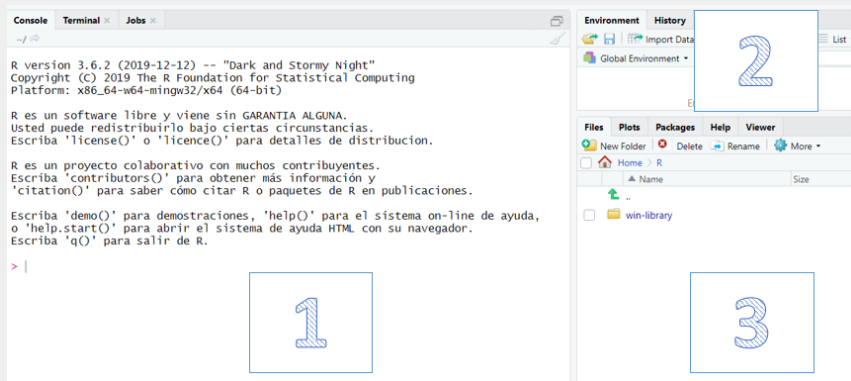 Console Terminal × Jobs ×
~/
R version 3.6.2 (2019-12-12) -- "Dark and Stormy Night"
Copyright (C) 2019 The R Foundation for Statistical Computing
Platform: x86_64-w64-mingw32/x64 (64-bit)
R es un software libre y viene sin GARANTIA ALGUNA.
Usted puede redistribuirlo bajo ciertas circunstancias.
Escriba 'license()' o 'licence()' para detalles de distribucion.
R es un proyecto colaborativo con muchos contribuyentes.
Escriba 'contributors()' para obtener más información y
'citation()' para saber cómo citar R o paquetes de R en publicaciones.
Escriba 'demo()' para demostraciones, 'help()' para el sistema on-line de ayuda,
o 'help.start()' para abrir el sistema de ayuda HTML con su navegador.
Escriba 'q()' para salir de R.
>
1
Environment History
Import Data List
Global Environment
2
Files Plots Packages Help Viewer
New Folder Delete Rename More
Home > R
Name Size
..
win-library
3